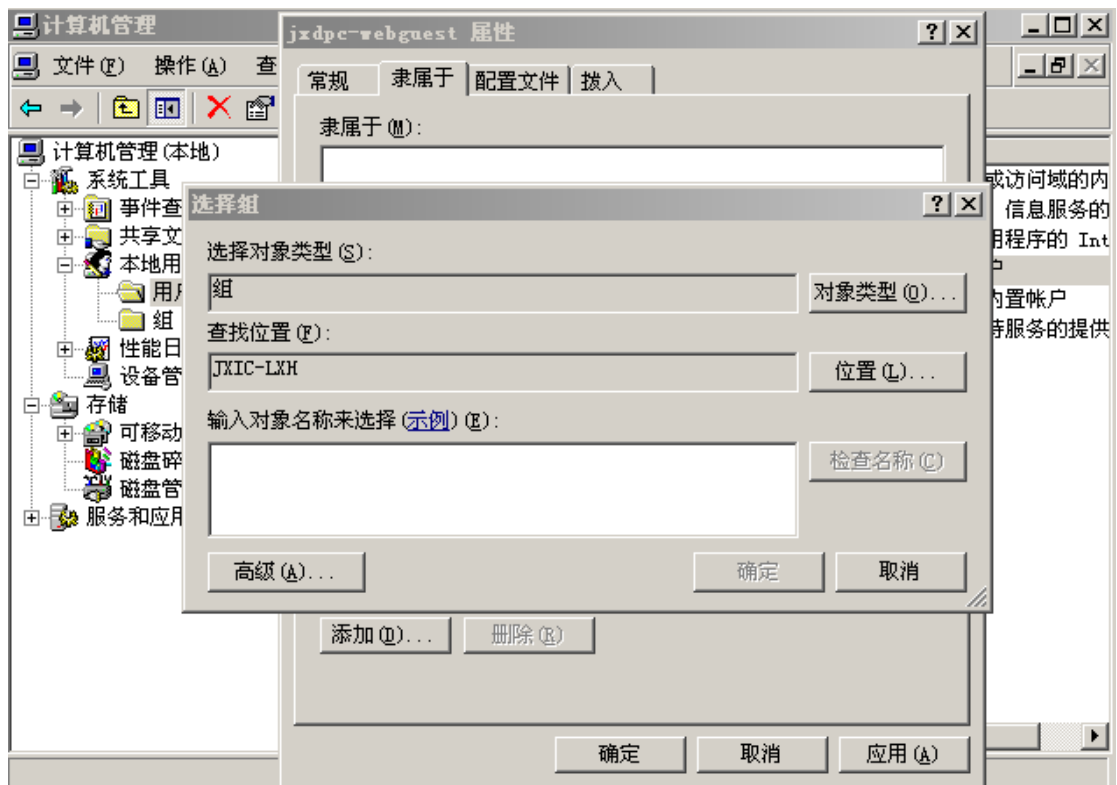 计算机管理
文件(F) 操作(A) 查
计算机管理(本地)
系统工具
事件查
共享文
本地用
用户
组
性能日
设备管
存储
可移动
磁盘碎
磁盘管
服务和应用
jxdpc-webguest 属性
常规 隶属于 配置文件 拨入
隶属于(M):
选择组
选择对象类型(S):
组
对象类型(O)...
查找位置(F):
JXIC-LXH
位置(L)...
输入对象名称来选择(示例)(E):
检查名称(C)
高级(A)...
确定 取消
添加(D)... 删除(R)
确定 取消 应用(A)
或访问域的内
信息服务的
用程序的 Int
户
内置帐户
持服务的提供